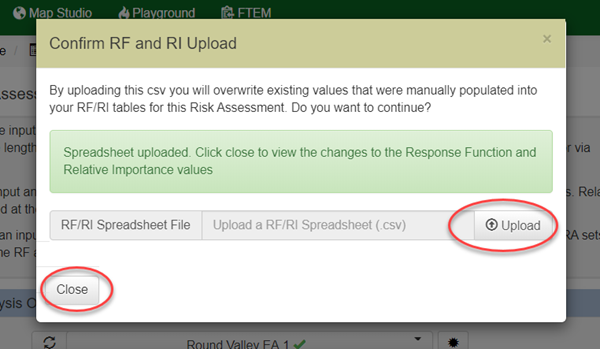 Map Studio Playground FTEM
Confirm RF and RI Upload ×
e /
Assess
By uploading this csv you will overwrite existing values that were manually populated into
your RF/RI tables for this Risk Assessment. Do you want to continue?
e input
length via
Spreadsheet uploaded. Click close to view the changes to the Response Function and
Relative Importance values
nput an s. Rela
d at the
RF/RI Spreadsheet File Upload a RF/RI Spreadsheet (.csv) Upload
an inpu RA sets
he RF a
Close
ysis O
Round Valley FA 1